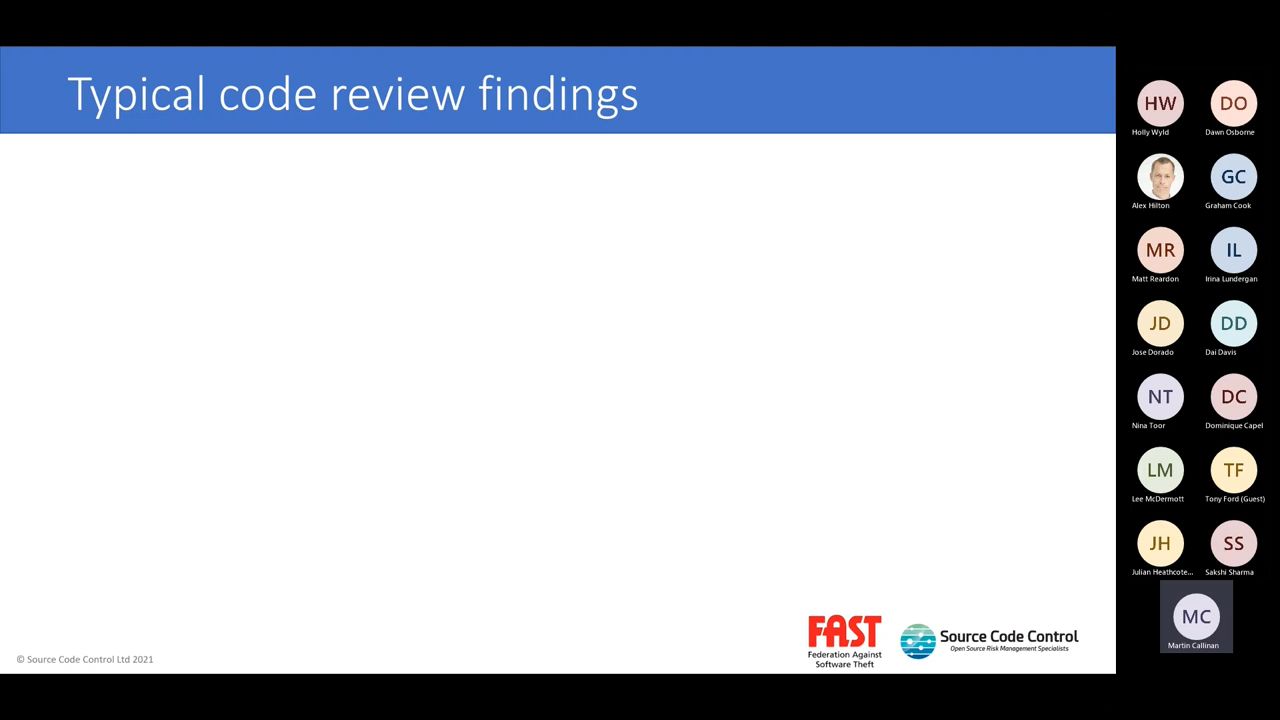 Typical code review findings
HW
Holly Wyld
DO
Dawn Osborne
Alex Hilton
GC
Graham Cook
MR
Matt Reardon
IL
Irina Lundergan
JD
Jose Dorado
DD
Dai Davis
NT
Nina Toor
DC
Dominique Capel
LM
Lee McDermott
TF
Tony Ford (Guest)
JH
Julian Heathcote...
SS
Sakshi Sharma
MC
Martin Callinan
FAST
Federation Against
Software Theft
Source Code Control
Open Source Risk Management Specialists
© Source Code Control Ltd 2021